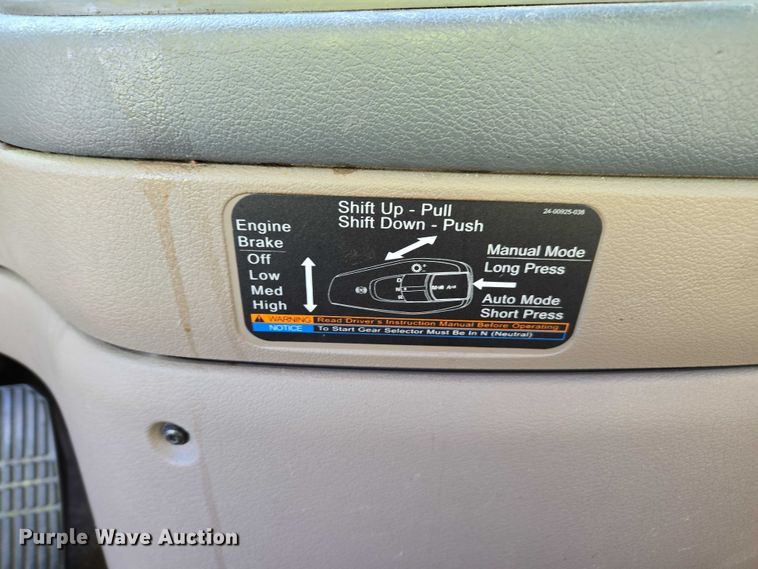 Shift Up - Pull
Shift Down - Push
24-00925-036
Engine
Brake
Off
Low
Med
High
Manual Mode
Long Press
Auto Mode
Short Press
D
N
R
WARNING Read Driver's Instruction Manual Before Operating
NOTICE To Start Gear Selector Must Be In N (Neutral)
Purple Wave Auction